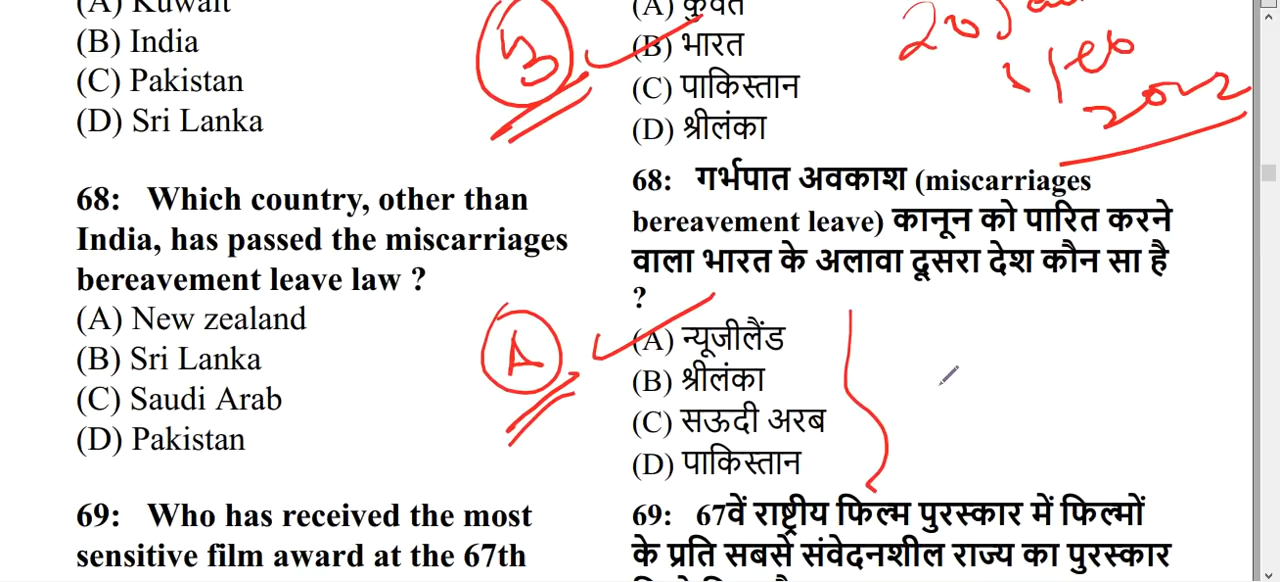 (A) Kuwait
(B) India
(C) Pakistan
(D) Sri Lanka
68: Which country, other than
India, has passed the miscarriages
bereavement leave law ?
(A) New zealand
(B) Sri Lanka
(C) Saudi Arab
(D) Pakistan
69: Who has received the most
sensitive film award at the 67th
B
A
(A) कुवैत
(B) भारत
(C) पाकिस्तान
(D) श्रीलंका
68: गर्भपात अवकाश (miscarriages
bereavement leave) कानून को पारित करने
वाला भारत के अलावा दूसरा देश कौन सा है
?
(A) न्यूजीलैंड
(B) श्रीलंका
(C) सऊदी अरब
(D) पाकिस्तान
69: 67वें राष्ट्रीय फिल्म पुरस्कार में फिल्मों
के प्रति सबसे संवेदनशील राज्य का पुरस्कार
Feb
2022